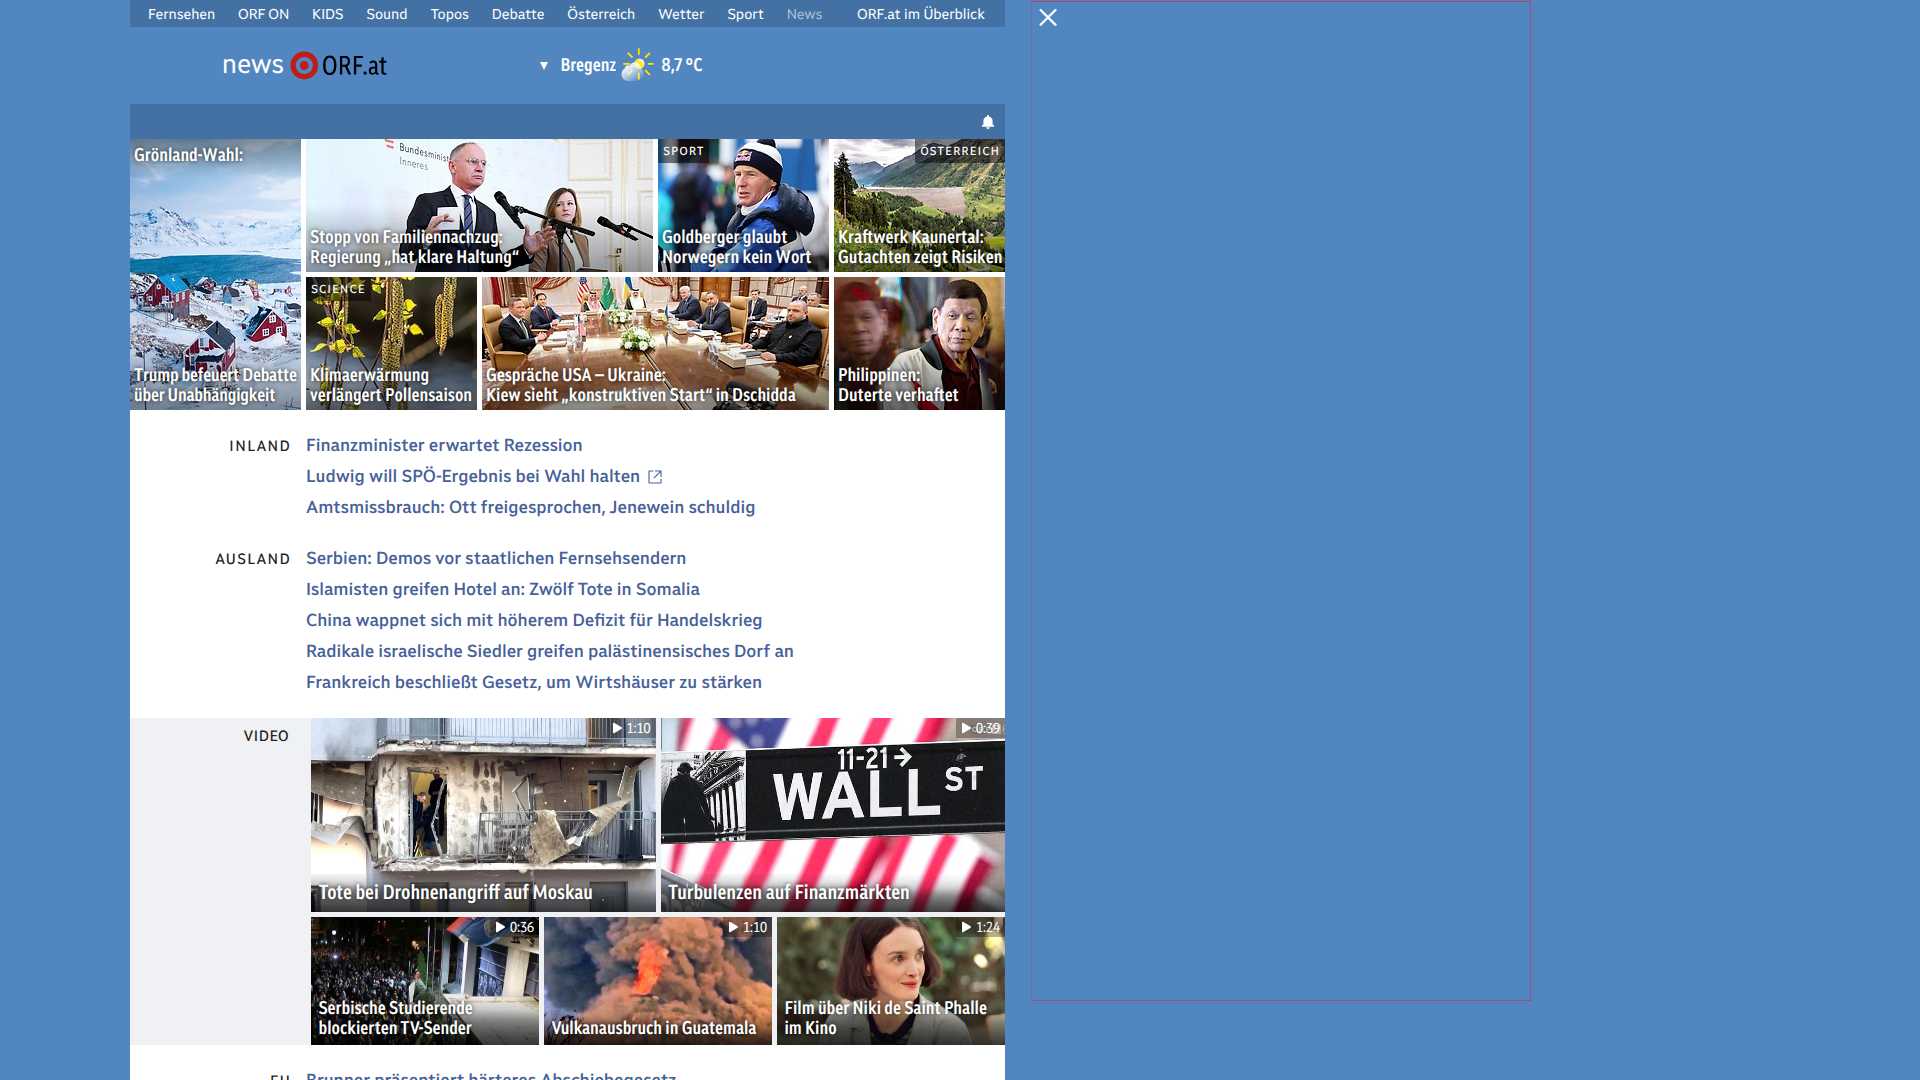 Fernsehen ORF ON KIDS Sound Topos Debatte Österreich Wetter Sport News ORF.at im Überblick
news ORF.at
Bregenz 8,7 °C
Grönland-Wahl:
Trump befeuert Debatte
über Unabhängigkeit
Bundesminist
Inneres
Stopp von Familiennachzug:
Regierung „hat klare Haltung“
SPORT
Goldberger glaubt
Norwegern kein Wort
ÖSTERREICH
Kraftwerk Kaunertal:
Gutachten zeigt Risiken
SCIENCE
Klimaerwärmung
verlängert Pollensaison
Gespräche USA – Ukraine:
Kiew sieht „konstruktiven Start“ in Dschidda
Philippinen:
Duterte verhaftet
INLAND
Finanzminister erwartet Rezession
Ludwig will SPÖ-Ergebnis bei Wahl halten
Amtsmissbrauch: Ott freigesprochen, Jenewein schuldig
AUSLAND
Serbien: Demos vor staatlichen Fernsehsendern
Islamisten greifen Hotel an: Zwölf Tote in Somalia
China wappnet sich mit höherem Defizit für Handelskrieg
Radikale israelische Siedler greifen palästinensisches Dorf an
Frankreich beschließt Gesetz, um Wirtshäuser zu stärken
VIDEO
1:10
Tote bei Drohnenangriff auf Moskau
0:39
11-21
WALL ST
Turbulenzen auf Finanzmärkten
0:36
Serbische Studierende
blockierten TV-Sender
1:10
Vulkanausbruch in Guatemala
1:24
Film über Niki de Saint Phalle
im Kino
EU
Brunner präsentiert härteres Abschiebegesetz